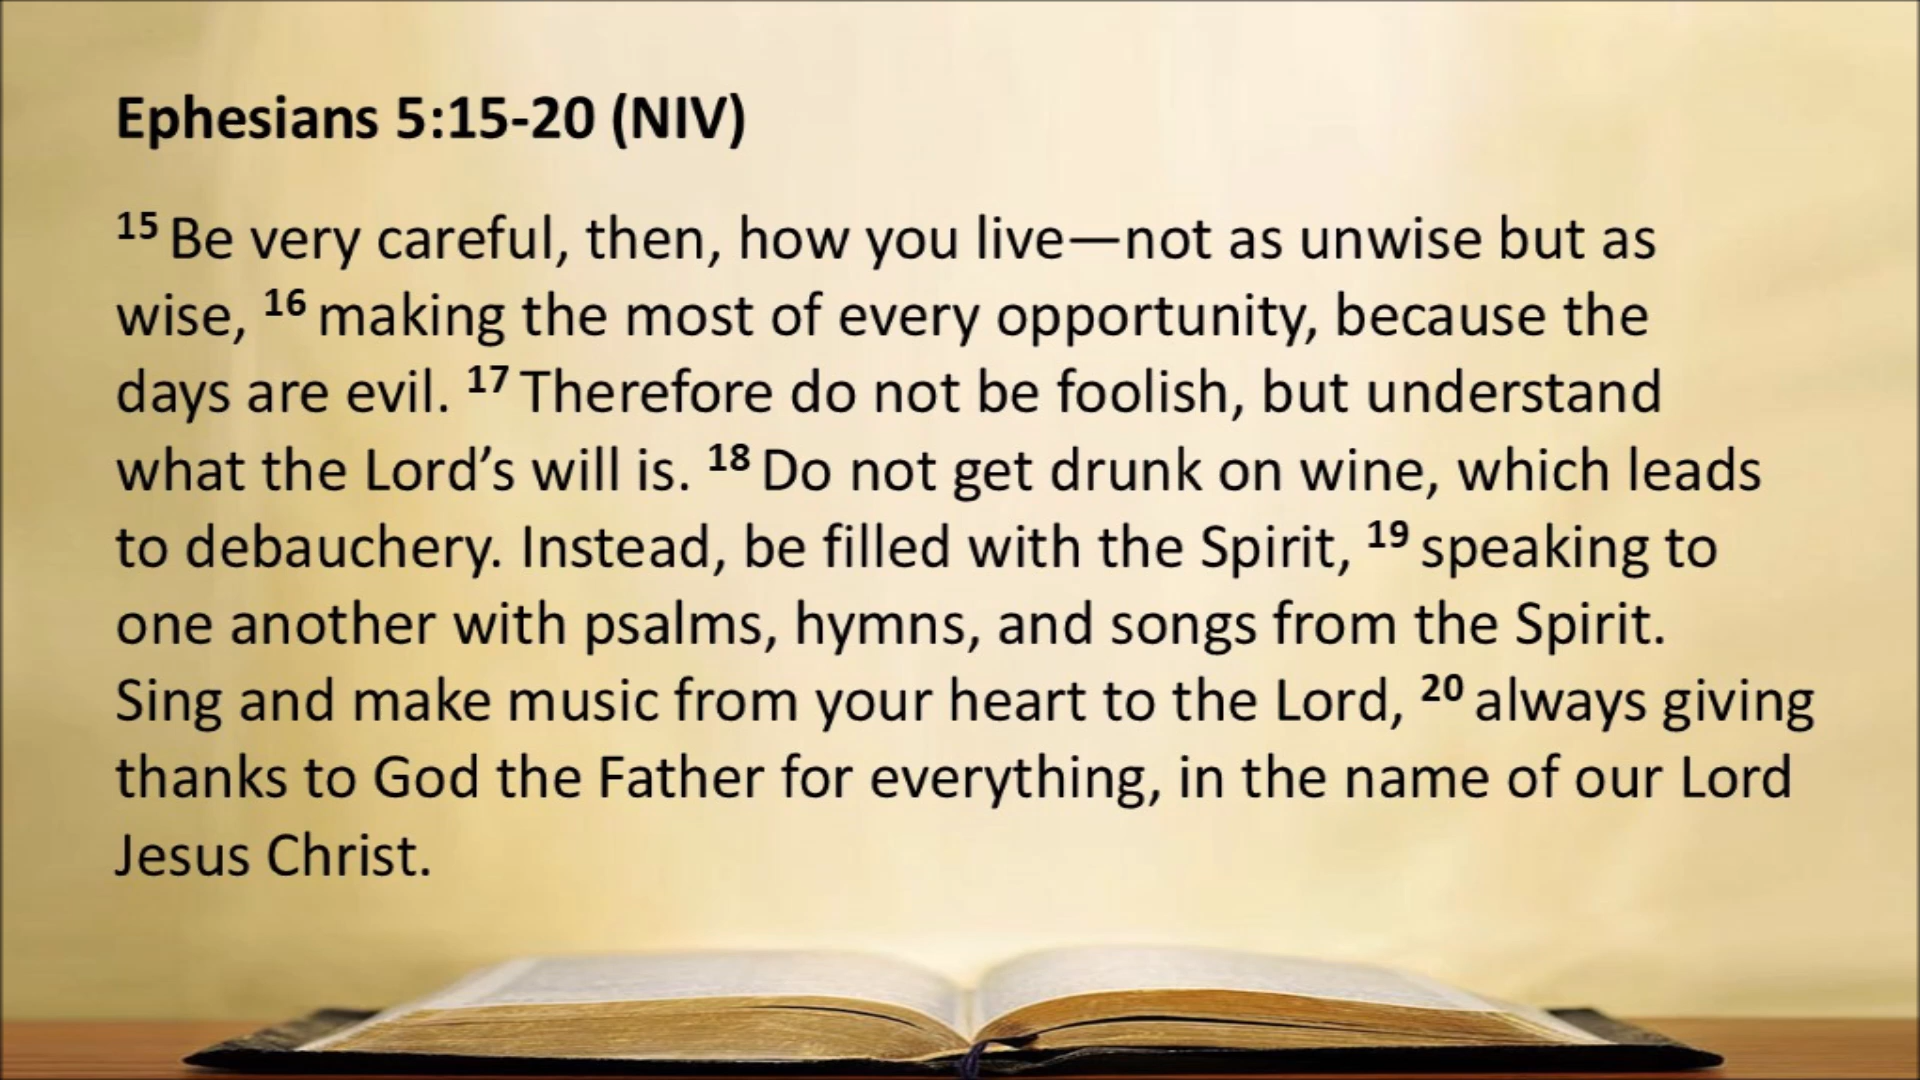 Ephesians 5:15-20 (NIV)
15 Be very careful, then, how you live—not as unwise but as
wise, 16 making the most of every opportunity, because the
days are evil. 17 Therefore do not be foolish, but understand
what the Lord’s will is. 18 Do not get drunk on wine, which leads
to debauchery. Instead, be filled with the Spirit, 19 speaking to
one another with psalms, hymns, and songs from the Spirit.
Sing and make music from your heart to the Lord, 20 always giving
thanks to God the Father for everything, in the name of our Lord
Jesus Christ.